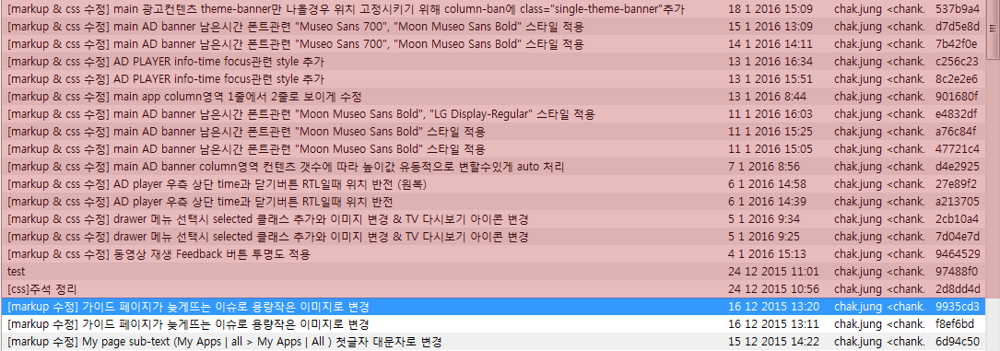 [markup & css 수정] main 광고컨텐츠 theme-banner만 나올경우 위치 고정시키기 위해 column-ban에 class="single-theme-banner"추가 18 1 2016 15:09 chak.jung <chank. 537b9a4
[markup & css 수정] main AD banner 남은시간 폰트관련 "Museo Sans 700", "Moon Museo Sans Bold" 스타일 적용 15 1 2016 13:09 chak.jung <chank. d7d5e8d
[markup & css 수정] main AD banner 남은시간 폰트관련 "Museo Sans 700", "Moon Museo Sans Bold" 스타일 적용 14 1 2016 14:11 chak.jung <chank. 7b42f0e
[markup & css 수정] AD PLAYER info-time focus관련 style 추가 13 1 2016 16:34 chak.jung <chank. c256c23
[markup & css 수정] AD PLAYER info-time focus관련 style 추가 13 1 2016 15:51 chak.jung <chank. 8c2e2e6
[markup & css 수정] main app column영역 1줄에서 2줄로 보이게 수정 13 1 2016 8:44 chak.jung <chank. 901680f
[markup & css 수정] main AD banner 남은시간 폰트관련 "Moon Museo Sans Bold", "LG Display-Regular" 스타일 적용 11 1 2016 16:03 chak.jung <chank. e4832df
[markup & css 수정] main AD banner 남은시간 폰트관련 "Moon Museo Sans Bold" 스타일 적용 11 1 2016 15:25 chak.jung <chank. a76c84f
[markup & css 수정] main AD banner 남은시간 폰트관련 "Moon Museo Sans Bold" 스타일 적용 11 1 2016 15:05 chak.jung <chank. 47721c4
[markup & css 수정] main AD banner column영역 컨텐츠 갯수에 따라 높이값 유동적으로 변할수있게 auto 처리 7 1 2016 8:56 chak.jung <chank. d4e2925
[markup & css 수정] AD player 우측 상단 time과 닫기버튼 RTL일때 위치 반전 (원복) 6 1 2016 14:58 chak.jung <chank. 27e89f2
[markup & css 수정] AD player 우측 상단 time과 닫기버튼 RTL일때 위치 반전 6 1 2016 14:39 chak.jung <chank. a213705
[markup & css 수정] drawer 메뉴 선택시 selected 클래스 추가와 이미지 변경 & TV 다시보기 아이콘 변경 5 1 2016 9:34 chak.jung <chank. 2cb10a4
[markup & css 수정] drawer 메뉴 선택시 selected 클래스 추가와 이미지 변경 & TV 다시보기 아이콘 변경 5 1 2016 9:25 chak.jung <chank. 7d04e7d
[markup & css 수정] 동영상 재생 Feedback 버튼 투명도 적용 4 1 2016 15:13 chak.jung <chank. 9464529
test 24 12 2015 11:01 chak.jung <chank. 97488f0
[css]주석 정리 24 12 2015 10:56 chak.jung <chank. 2d8dd4d
[markup 수정] 가이드 페이지가 늦게뜨는 이슈로 용량작은 이미지로 변경 16 12 2015 13:20 chak.jung <chank. 9935cd3
[markup 수정] 가이드 페이지가 늦게뜨는 이슈로 용량작은 이미지로 변경 16 12 2015 13:11 chak.jung <chank. f8ef6bd
[markup 수정] My page sub-text (My Apps | all > My Apps | All ) 첫글자 대문자로 변경 15 12 2015 14:22 chak.jung <chank. 6d94c50